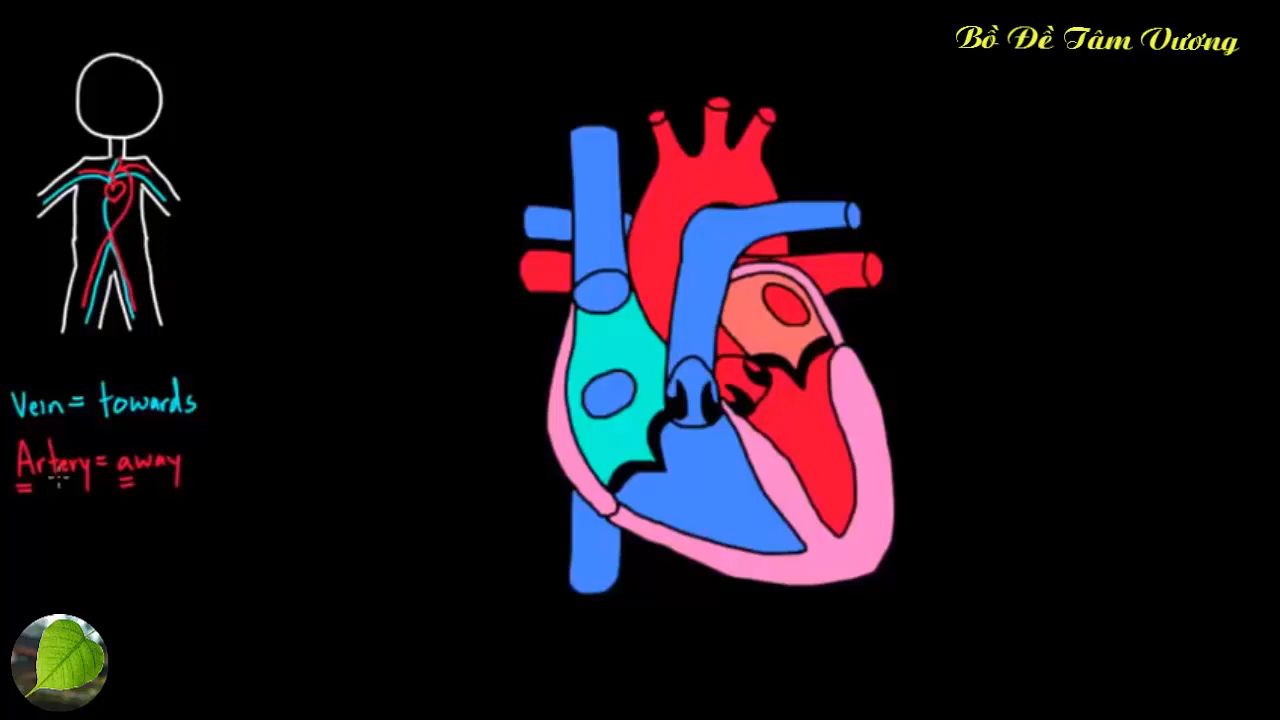 Bồ Đề Tâm Vương
Vein = towards
Artery = away